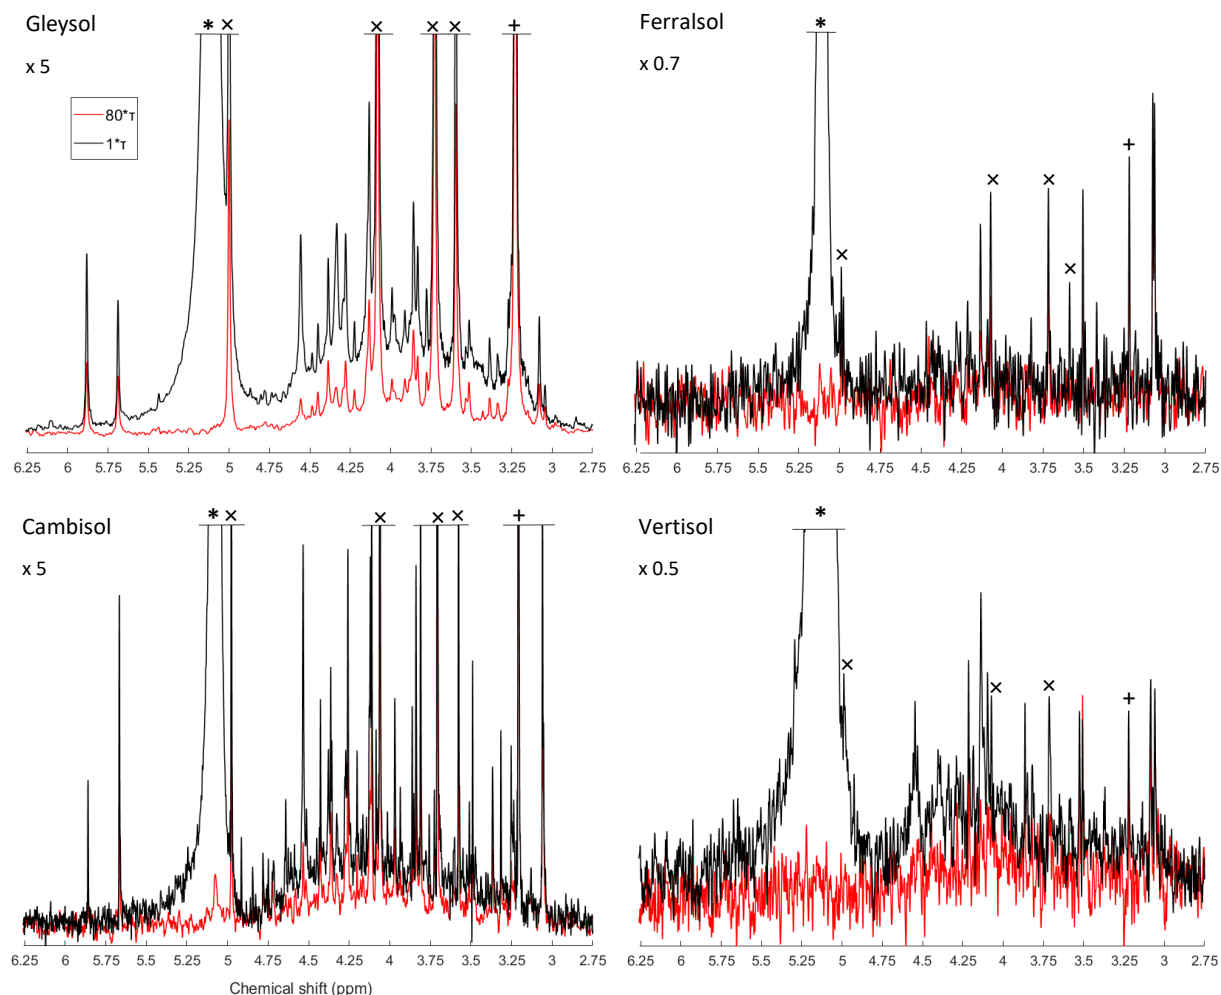 Gleysol
* × × × × +
x 5
80*τ
1*τ
6.25 6 5.75 5.5 5.25 5 4.75 4.5 4.25 4 3.75 3.5 3.25 3 2.75
Ferralsol
*
x 0.7
+
× ×
× ×
6.25 6 5.75 5.5 5.25 5 4.75 4.5 4.25 4 3.75 3.5 3.25 3 2.75
Cambisol
* × × × × +
x 5
6.25 6 5.75 5.5 5.25 5 4.75 4.5 4.25 4 3.75 3.5 3.25 3 2.75
Chemical shift (ppm)
Vertisol
*
x 0.5
×
× × +
6.25 6 5.75 5.5 5.25 5 4.75 4.5 4.25 4 3.75 3.5 3.25 3 2.75